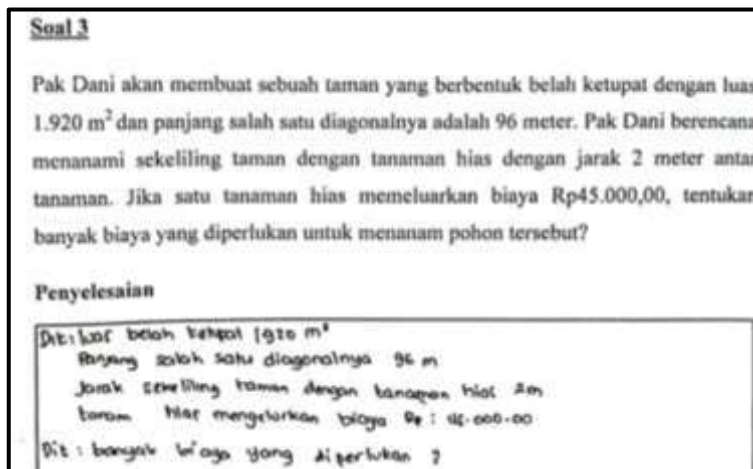 Soal 3
Pak Dani akan membuat sebuah taman yang berbentuk belah ketupat dengan luas
1.920 m² dan panjang salah satu diagonalnya adalah 96 meter. Pak Dani berencana
menanami sekeliling taman dengan tanaman hias dengan jarak 2 meter antar
tanaman. Jika satu tanaman hias memeluarkan biaya Rp45.000,00, tentukan
banyak biaya yang diperlukan untuk menanam pohon tersebut?
Penyelesaian
Dit: luas belah ketupat 1920 m²
Panjang salah satu diagonalnya 96 m
Jarak sekeliling taman dengan tanaman hias 2m
hias mengeluarkan biaya Rp : 45.000.00
Dit : banyak biaya yang diperlukan ?